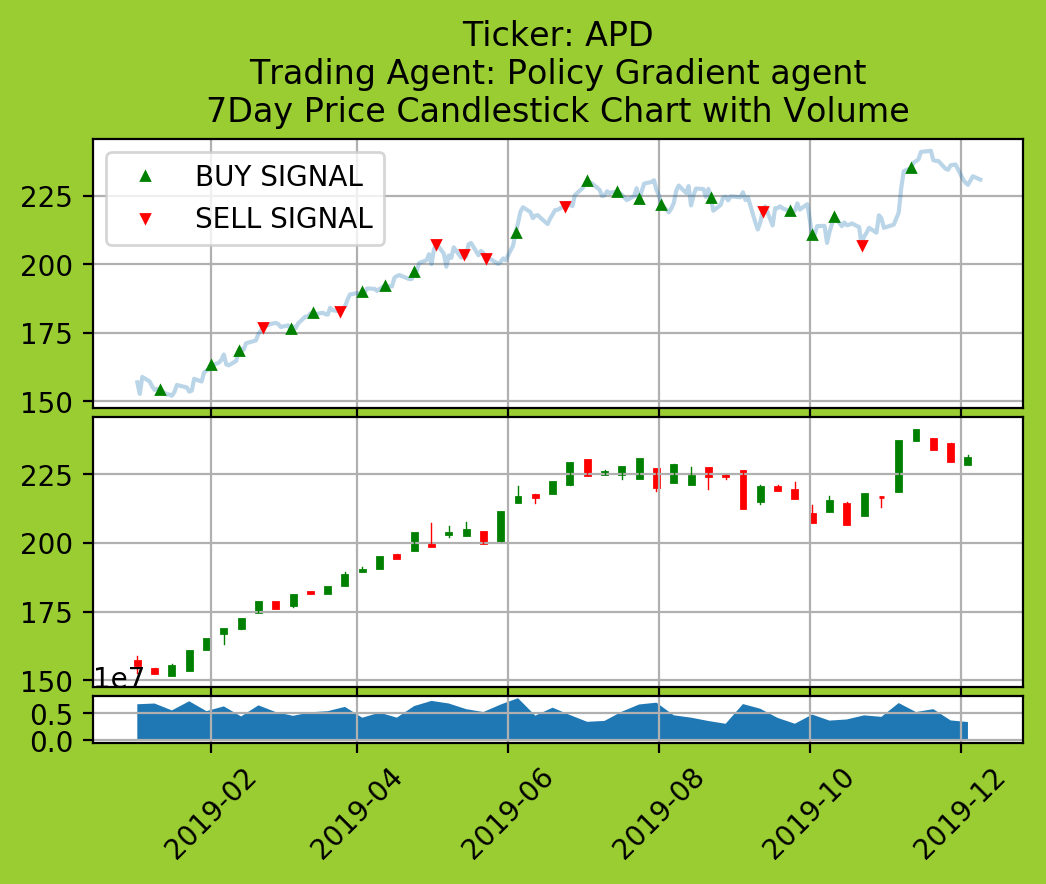 Ticker: APD
Trading Agent: Policy Gradient agent
7Day Price Candlestick Chart with Volume
BUY SIGNAL
SELL SIGNAL
225
200
175
150
225
200
175
150
1e7
0.5
0.0
2019-02
2019-04
2019-06
2019-08
2019-10
2019-12